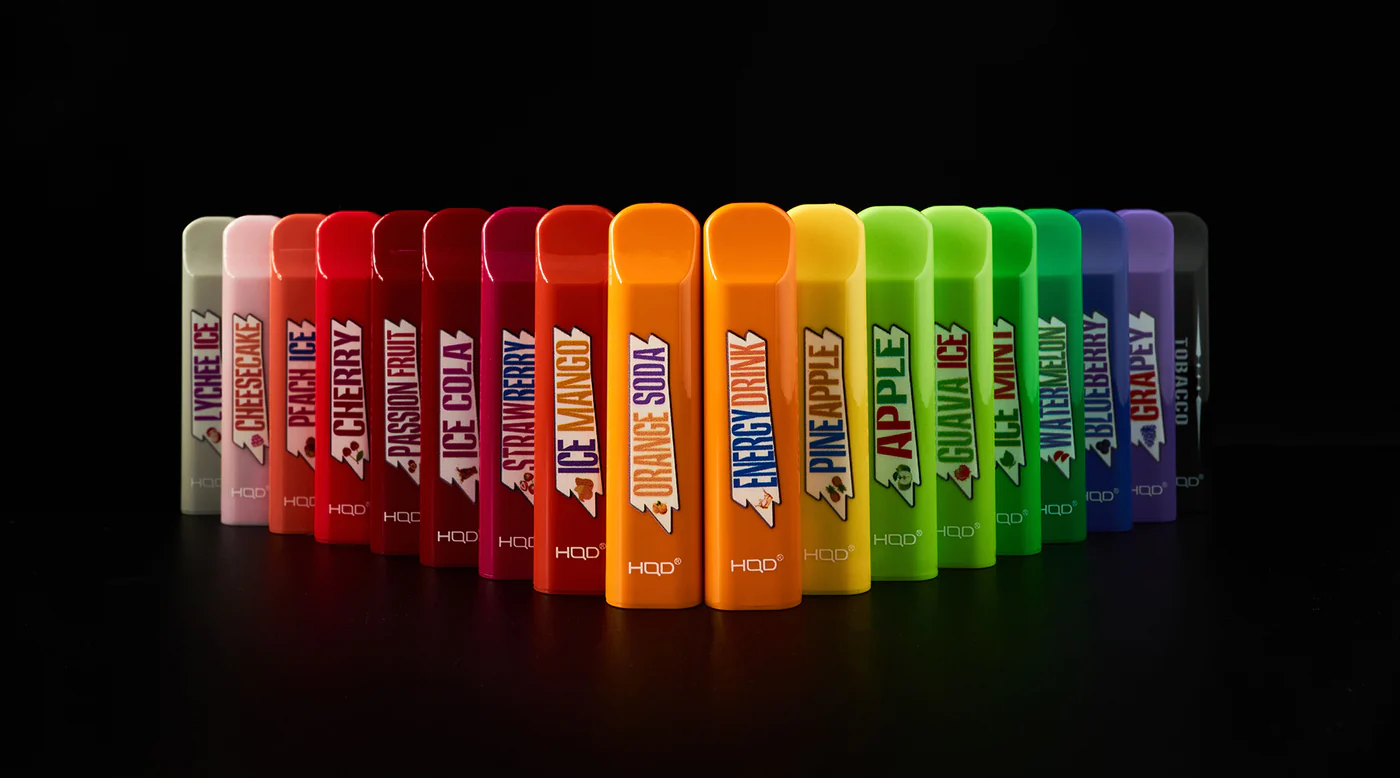 LYCHEE ICE
HQD
CHEESECAKE
HQD®
PEACH ICE
HQD
CHERRY
HQD®
PASSION FRUIT
HQD
ICE COLA
HQD
STRAWBERRY
HQD
ICE MANGO
HQD®
ORANGE SODA
HQD®
ENERGY DRINK
HQD®
PINEAPPLE
HQD®
APPLE
HQD®
GUAVA ICE
HQD®
ICE MINT
HQD®
WATERMELON
HQD®
BLUEBERRY
HQD®
GRAPEY
HQD®
TOBACCO
HQD®